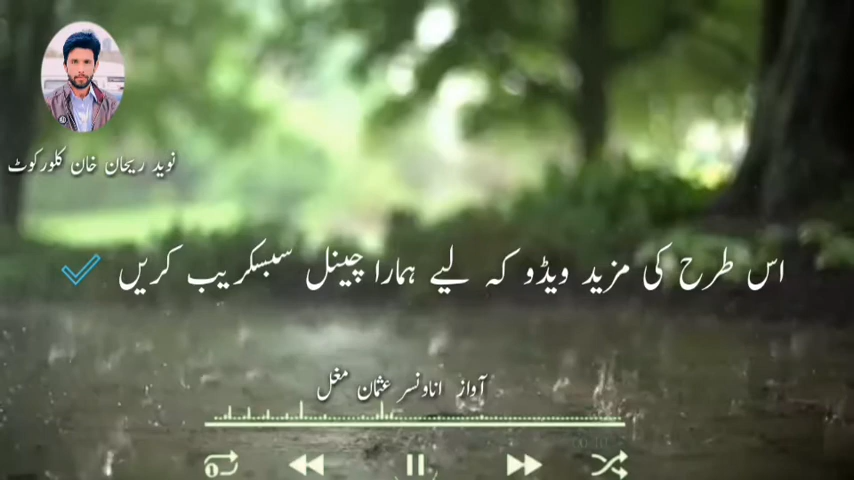 نوید ریحان خان کلورکوٹ
اس طرح کی مزید ویڈو کہ لیے ہمارا چینل سبسکریب کریں
آواز اناونسر عثمان مغل